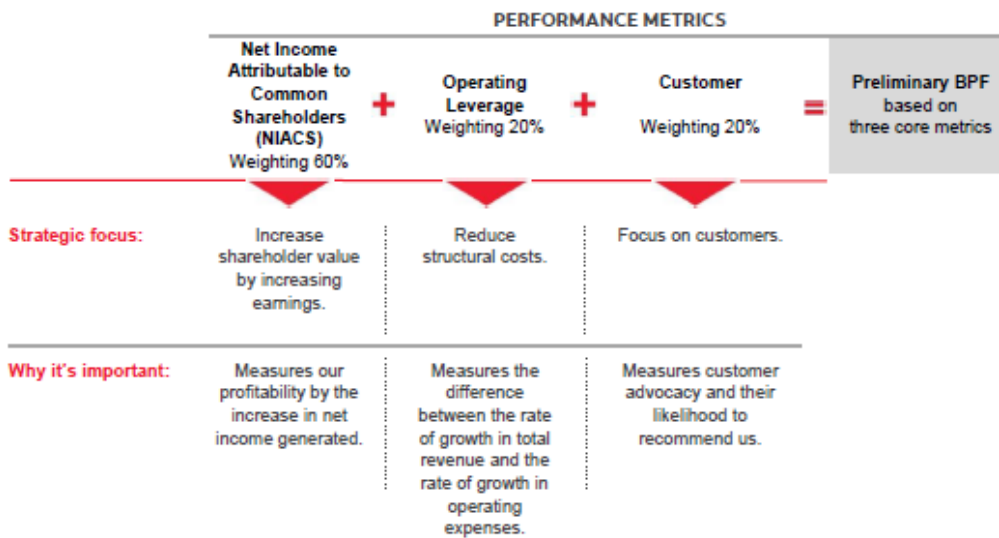 PERFORMANCE METRICS
Net Income
Attributable to
Common
Shareholders
(NIACS)
Weighting 60%
+
Operating
Leverage
Weighting 20%
+
Customer
Weighting 20%
=
Preliminary BPF
based on
three core metrics
Strategic focus:
Increase
shareholder value
by increasing
earnings.
Reduce
structural costs.
Focus on customers.
Why it's important:
Measures our
profitability by the
increase in net
income generated.
Measures the
difference
between the rate
of growth in total
revenue and the
rate of growth in
operating
expenses.
Measures customer
advocacy and their
likelihood to
recommend us.